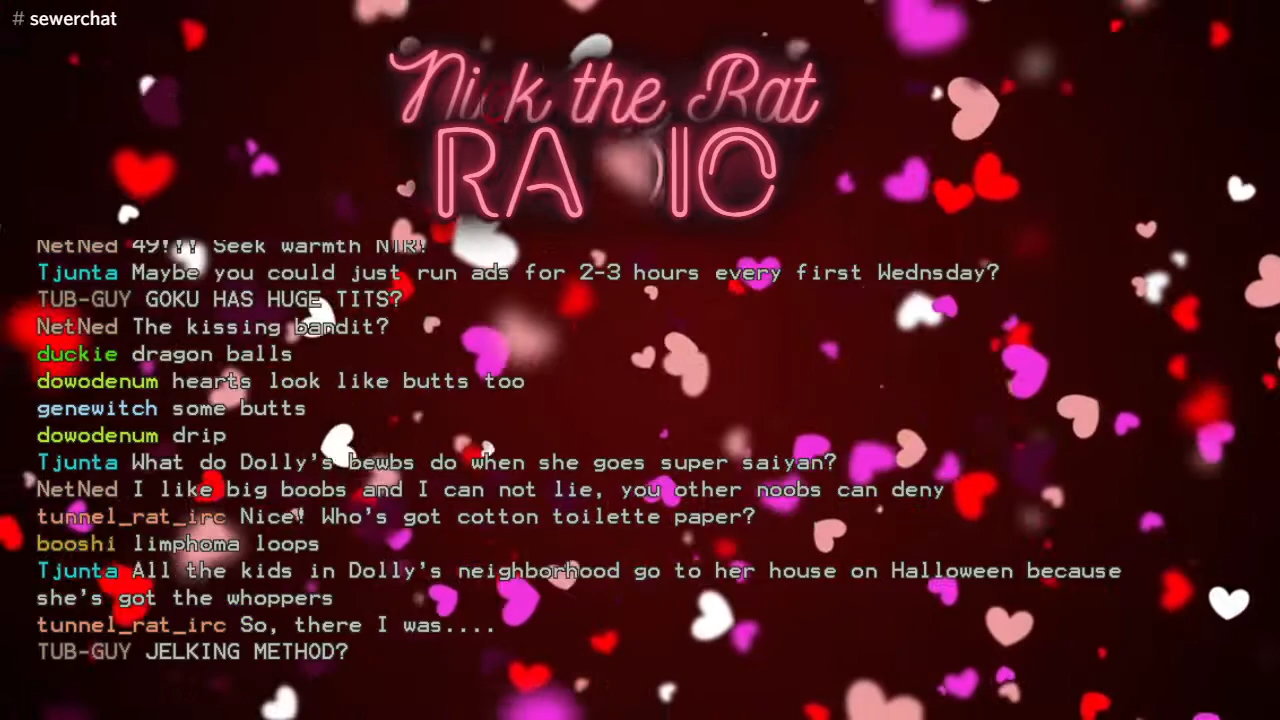 # sewerchat
Nick the Rat
RADIO
NetNed 49!!! Seek warmth NIR!
Tjunta Maybe you could just run ads for 2-3 hours every first Wednsday?
TUB-GUY GOKU HAS HUGE TITS?
NetNed The kissing bandit?
duckie dragon balls
dowodenum hearts look like butts too
genewitch some butts
dowodenum drip
Tjunta What do Dolly's bewbs do when she goes super saiyan?
NetNed I like big boobs and I can not lie, you other noobs can deny
tunnel_rat_irc Nice! Who's got cotton toilette paper?
booshi limphoma loops
Tjunta All the kids in Dolly's neighborhood go to her house on Halloween because
she's got the whoppers
tunnel_rat_irc So, there I was....
TUB-GUY JELKING METHOD?